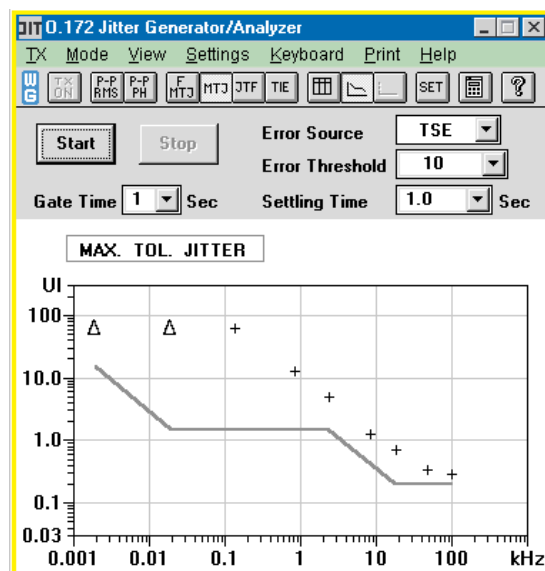 JIT O.172 Jitter Generator/Analyzer
TX Mode View Settings Keyboard Print Help
WG TX ON P-P RMS P-P PH F MTJ MTJ JTF TIE SET ?
Start Stop Error Source TSE
Error Threshold 10
Gate Time 1 Sec Settling Time 1.0 Sec
MAX. TOL. JITTER
UI
100
10.0
1.0
0.1
0.03
0.001 0.01 0.1 1 10 100 kHz